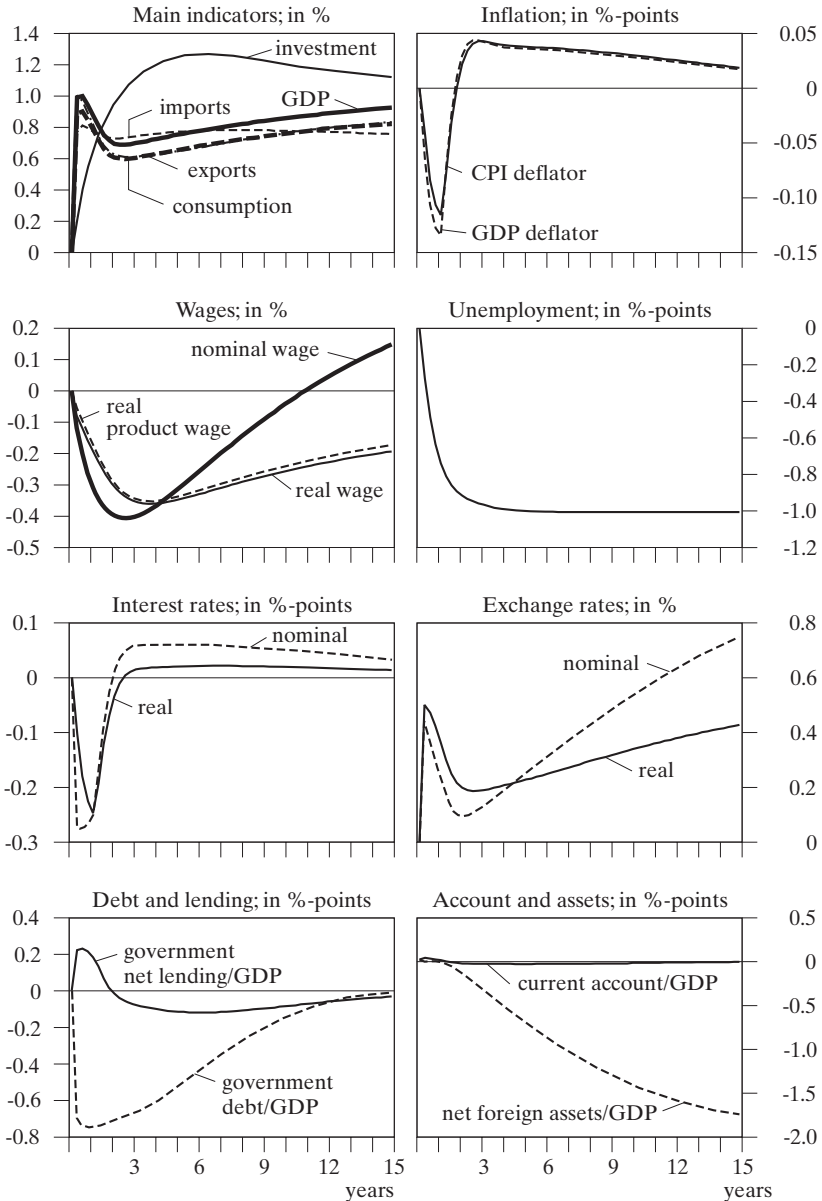 Main indicators; in %
1.4
1.2
1.0
0.8
0.6
0.4
0.2
0
investment
imports
GDP
exports
consumption
Inflation; in %-points
0.05
0
-0.05
-0.10
-0.15
CPI deflator
GDP deflator
Wages; in %
0.2
0.1
0
-0.1
-0.2
-0.3
-0.4
-0.5
nominal wage
real
product wage
real wage
Unemployment; in %-points
0
-0.2
-0.4
-0.6
-0.8
-1.0
-1.2
Interest rates; in %-points
0.1
0
-0.1
-0.2
-0.3
nominal
real
Exchange rates; in %
0.8
0.6
0.4
0.2
0
nominal
real
Debt and lending; in %-points
0.4
0.2
0
-0.2
-0.4
-0.6
-0.8
government
net lending/GDP
government
debt/GDP
3 6 9 12 15
years
Account and assets; in %-points
0.5
0
-0.5
-1.0
-1.5
-2.0
current account/GDP
net foreign assets/GDP
3 6 9 12 15
years